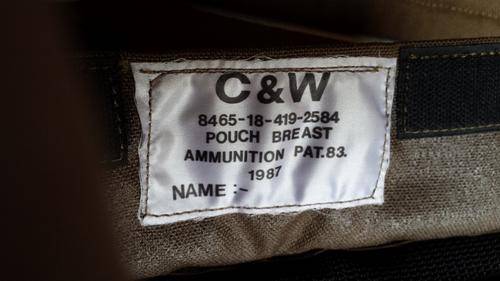 C & W
8465-18-419-2584
POUCH BREAST
AMMUNITION PAT.83.
1987
NAME :-